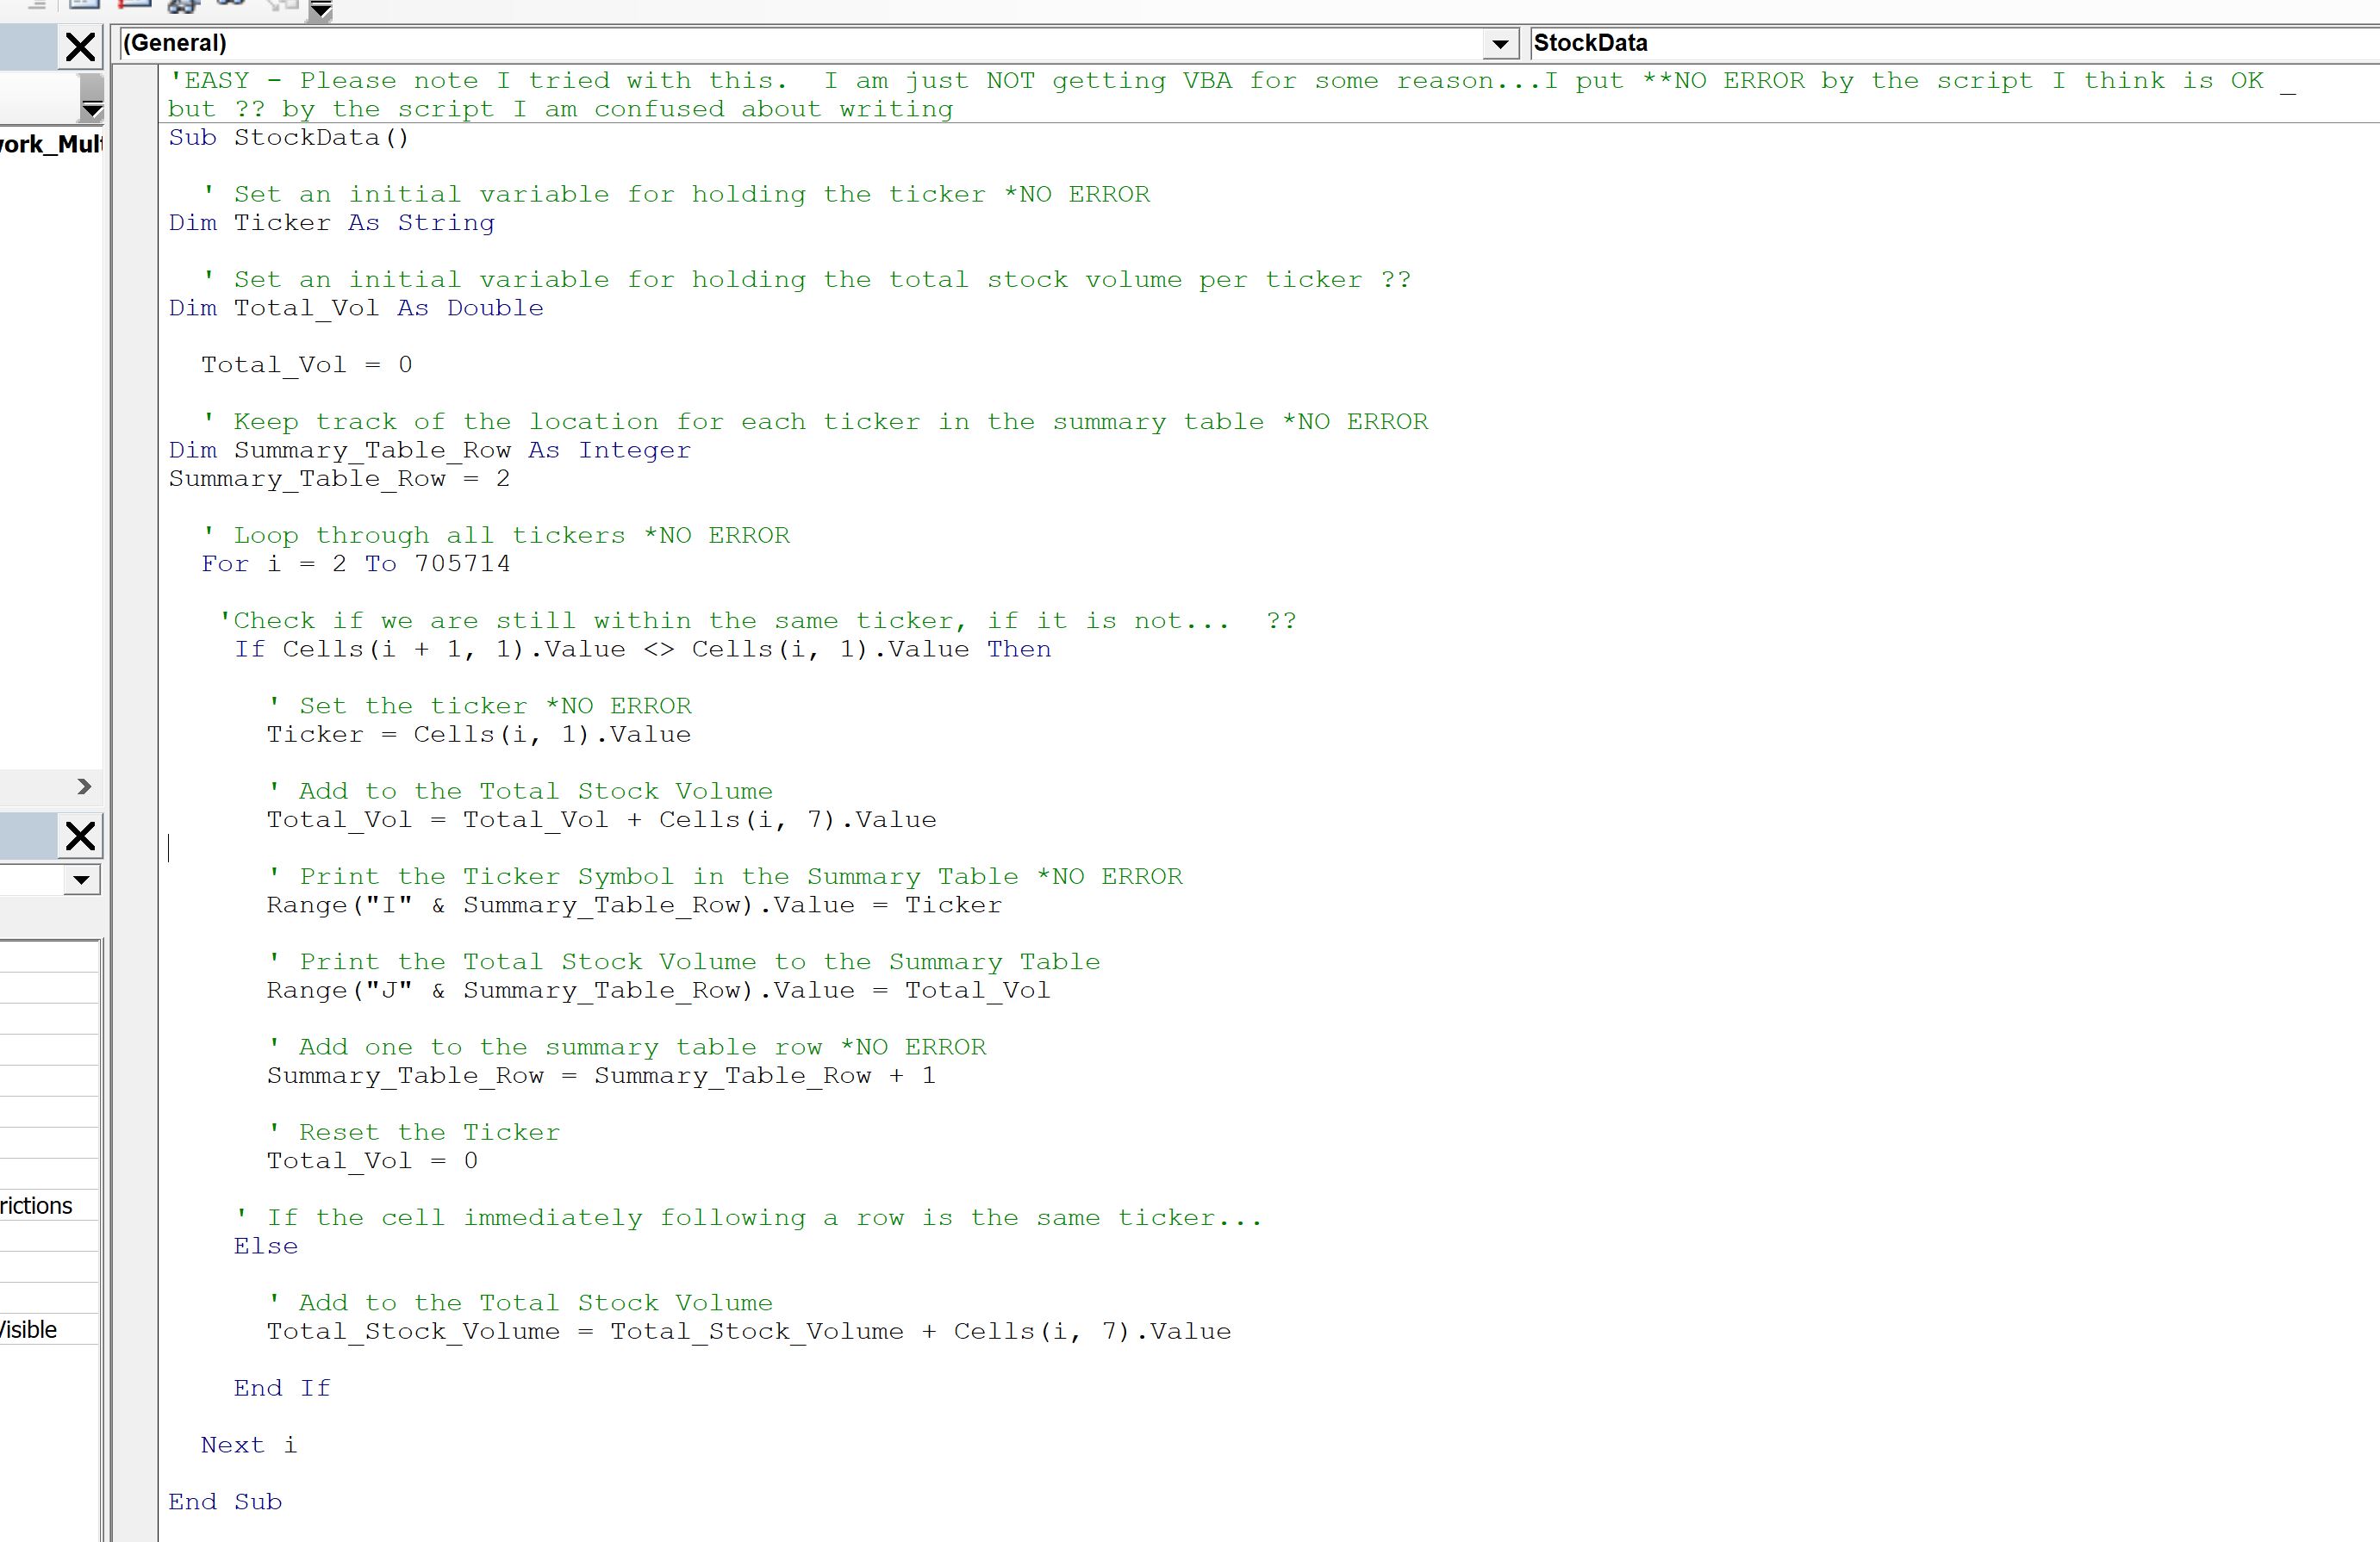 (General)
StockData
'EASY - Please note I tried with this.  I am just NOT getting VBA for some reason...I put **NO ERROR by the script I think is OK _
but ?? by the script I am confused about writing
Sub StockData()
' Set an initial variable for holding the ticker *NO ERROR
Dim Ticker As String
' Set an initial variable for holding the total stock volume per ticker ??
Dim Total_Vol As Double
Total_Vol = 0
' Keep track of the location for each ticker in the summary table *NO ERROR
Dim Summary_Table_Row As Integer
Summary_Table_Row = 2
' Loop through all tickers *NO ERROR
For i = 2 To 705714
'Check if we are still within the same ticker, if it is not...  ??
If Cells(i + 1, 1).Value <> Cells(i, 1).Value Then
' Set the ticker *NO ERROR
Ticker = Cells(i, 1).Value
' Add to the Total Stock Volume
Total_Vol = Total_Vol + Cells(i, 7).Value
' Print the Ticker Symbol in the Summary Table *NO ERROR
Range("I" & Summary_Table_Row).Value = Ticker
' Print the Total Stock Volume to the Summary Table
Range("J" & Summary_Table_Row).Value = Total_Vol
' Add one to the summary table row *NO ERROR
Summary_Table_Row = Summary_Table_Row + 1
' Reset the Ticker
Total_Vol = 0
' If the cell immediately following a row is the same ticker...
Else
' Add to the Total Stock Volume
Total_Stock_Volume = Total_Stock_Volume + Cells(i, 7).Value
End If
Next i
End Sub
ork_Mult
rictions
Visible